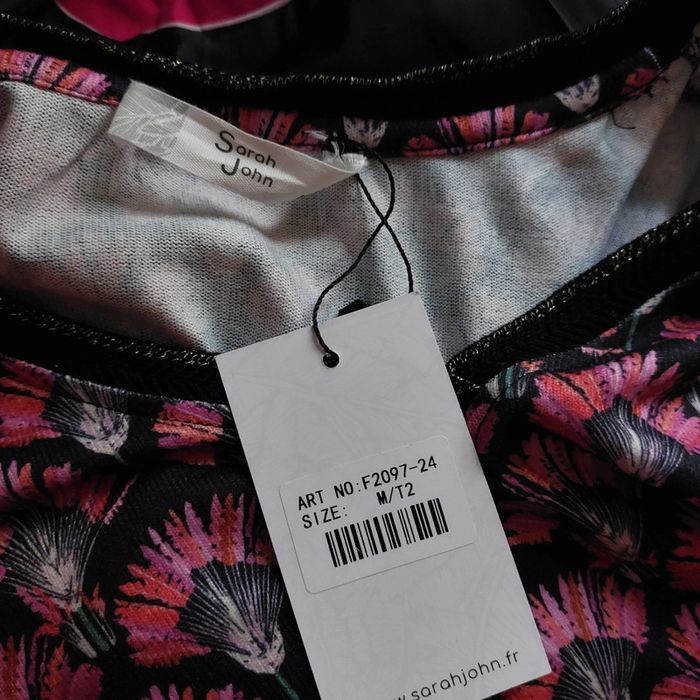 Sarah
John
ART NO:F2097-24
SIZE: M/T2
www.sarahjohn.fr